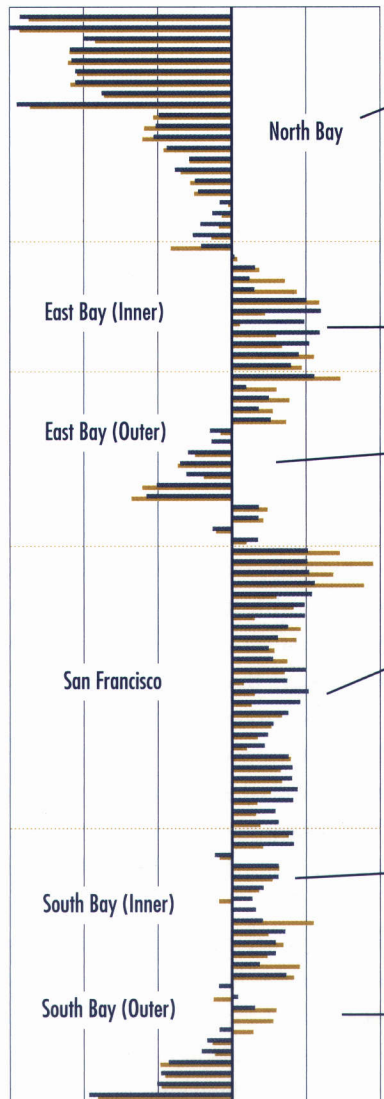 North Bay
East Bay (Inner)
East Bay (Outer)
San Francisco
South Bay (Inner)
South Bay (Outer)